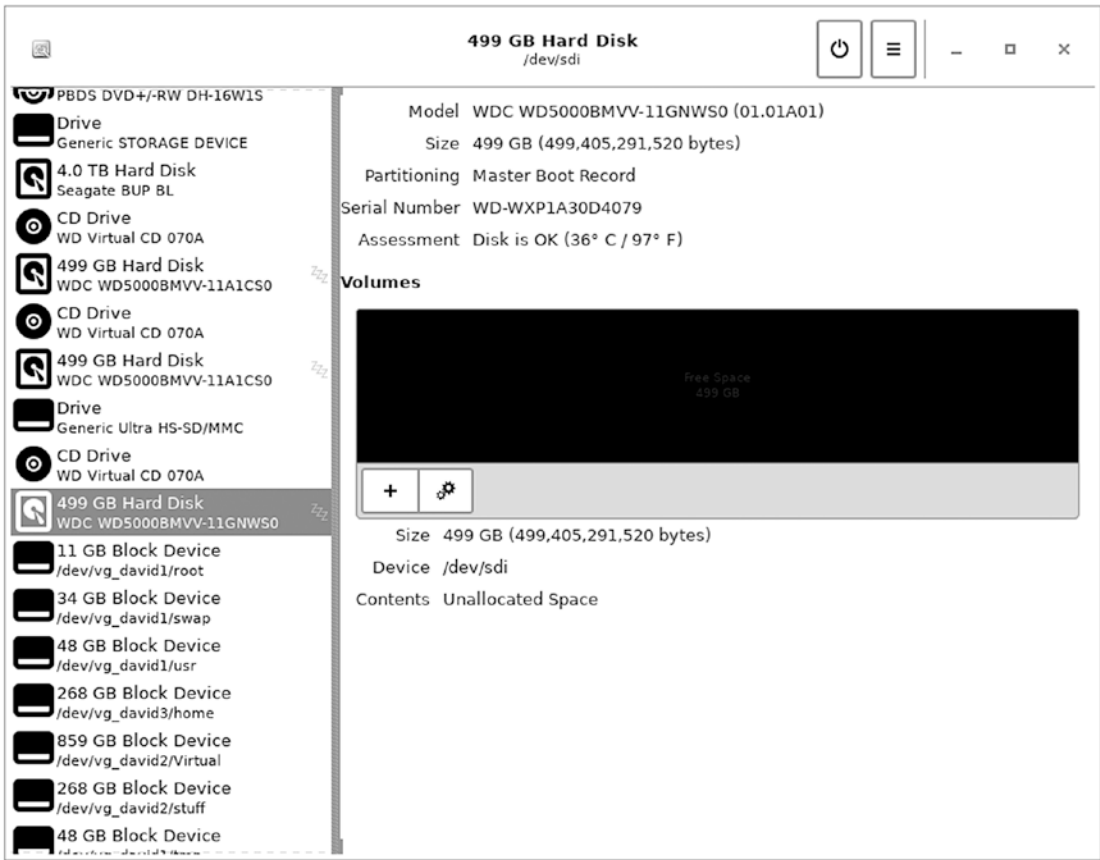 499 GB Hard Disk
/dev/sdi
PBDS DVD+/-RW DH-16W1S
Drive
Generic STORAGE DEVICE
4.0 TB Hard Disk
Seagate BUP BL
CD Drive
WD Virtual CD 070A
499 GB Hard Disk
WDC WD5000BMVV-11A1CS0
CD Drive
WD Virtual CD 070A
499 GB Hard Disk
WDC WD5000BMVV-11A1CS0
Drive
Generic Ultra HS-SD/MMC
CD Drive
WD Virtual CD 070A
499 GB Hard Disk
WDC WD5000BMVV-11GNWS0
11 GB Block Device
/dev/vg_david1/root
34 GB Block Device
/dev/vg_david1/swap
48 GB Block Device
/dev/vg_david1/usr
268 GB Block Device
/dev/vg_david3/home
859 GB Block Device
/dev/vg_david2/Virtual
268 GB Block Device
/dev/vg_david2/stuff
48 GB Block Device
Model WDC WD5000BMVV-11GNWS0 (01.01A01)
Size 499 GB (499,405,291,520 bytes)
Partitioning Master Boot Record
Serial Number WD-WXP1A30D4079
Assessment Disk is OK (36° C / 97° F)
Volumes
Free Space
499 GB
Size 499 GB (499,405,291,520 bytes)
Device /dev/sdi
Contents Unallocated Space